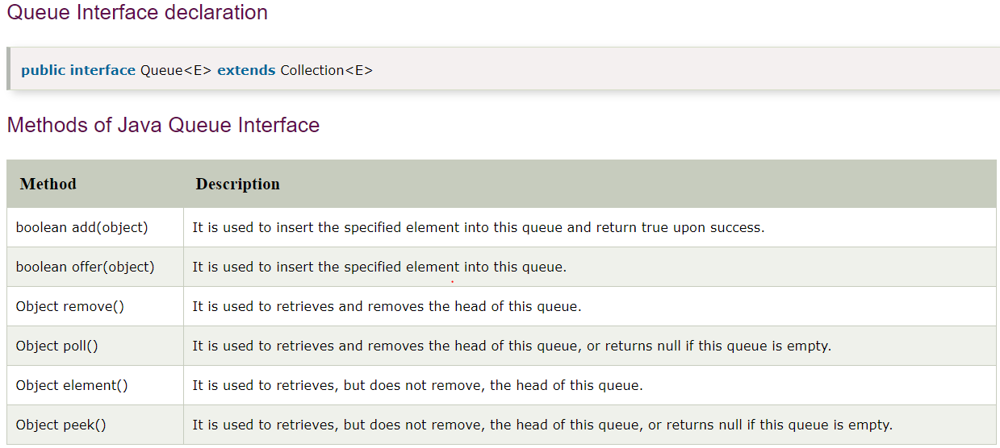 Queue Interface declaration
public interface Queue<E> extends Collection<E>
Methods of Java Queue Interface
Method Description
boolean add(object) It is used to insert the specified element into this queue and return true upon success.
boolean offer(object) It is used to insert the specified element into this queue.
Object remove() It is used to retrieves and removes the head of this queue.
Object poll() It is used to retrieves and removes the head of this queue, or returns null if this queue is empty.
Object element() It is used to retrieves, but does not remove, the head of this queue.
Object peek() It is used to retrieves, but does not remove, the head of this queue, or returns null if this queue is empty.